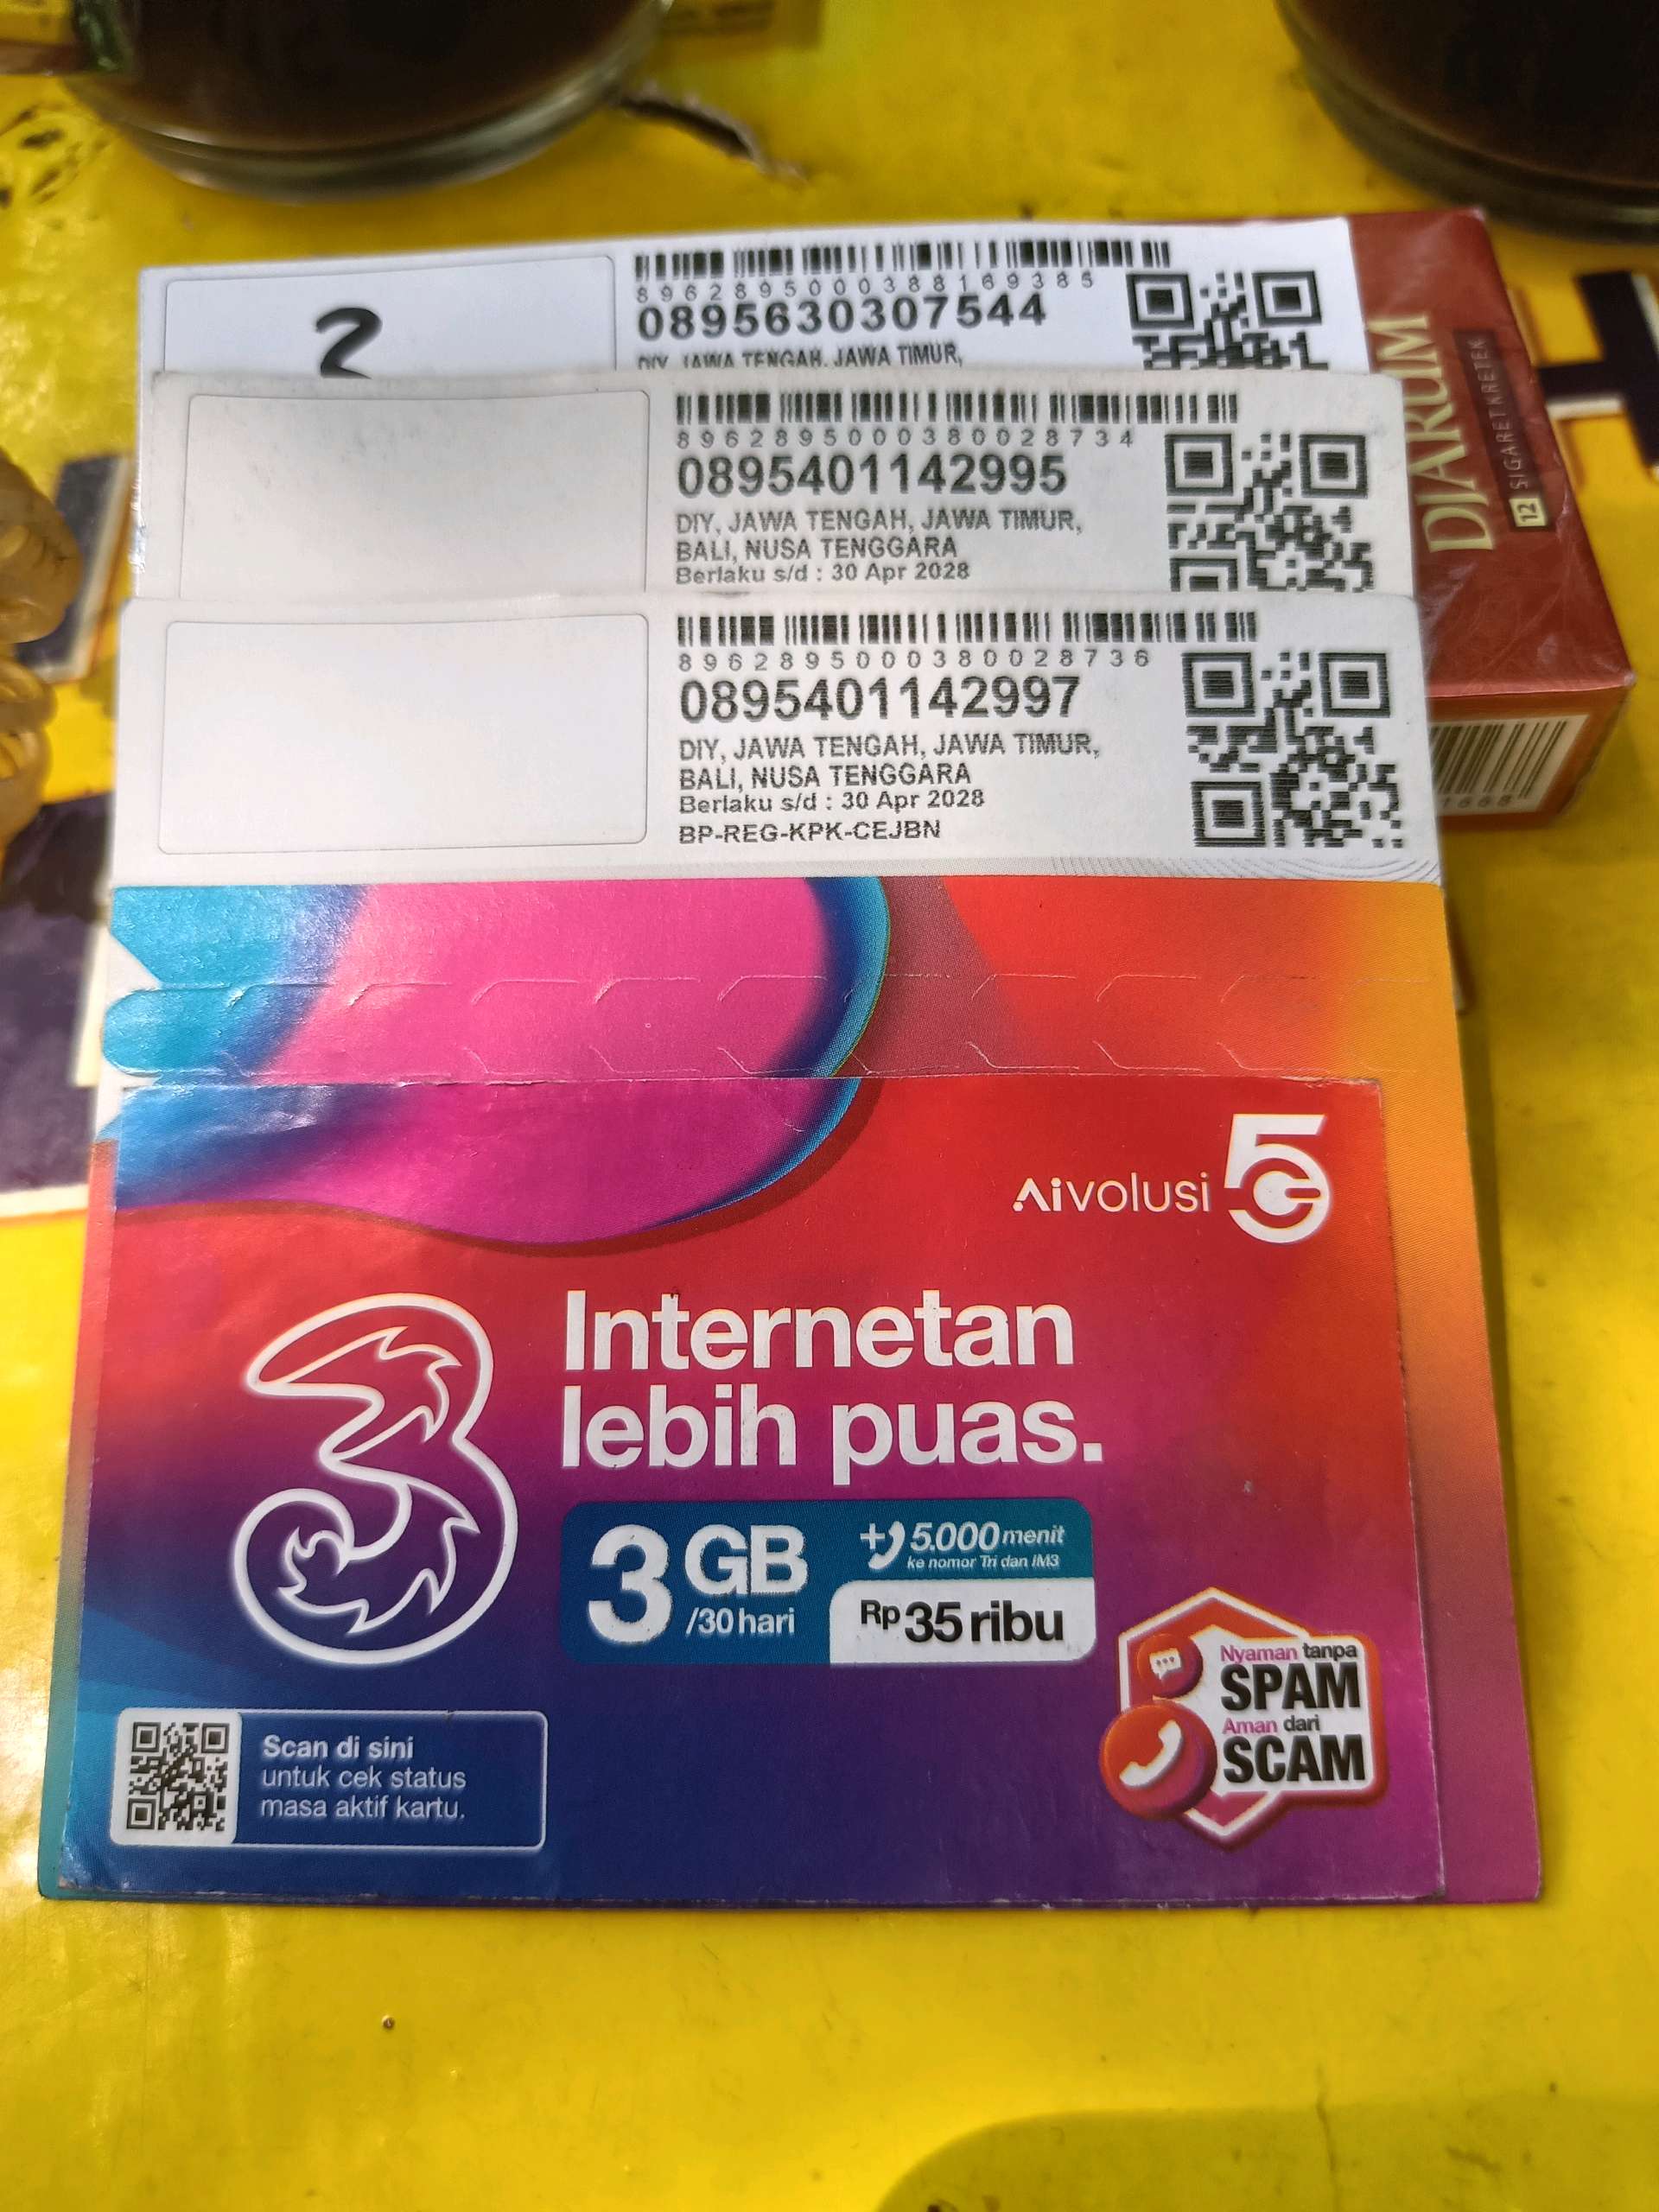 2
8962895000388169385
0895630307544
DIY, JAWA TENGAH, JAWA TIMUR,
8962895000380028734
0895401142995
DIY, JAWA TENGAH, JAWA TIMUR,
BALI, NUSA TENGGARA
Berlaku s/d : 30 Apr 2028
8962895000380028736
0895401142997
DIY, JAWA TENGAH, JAWA TIMUR,
BALI, NUSA TENGGARA
Berlaku s/d : 30 Apr 2028
BP-REG-KPK-CEJBN
DJARUM
12 SIGARET KRETEK
Aivolusi 5G
3
Internetan
lebih puas.
3 GB
/30 hari
+ 5.000 menit
ke nomor Tri dan IM3
Rp 35 ribu
Nyaman tanpa
SPAM
Aman dari
SCAM
Scan di sini
untuk cek status
masa aktif kartu.